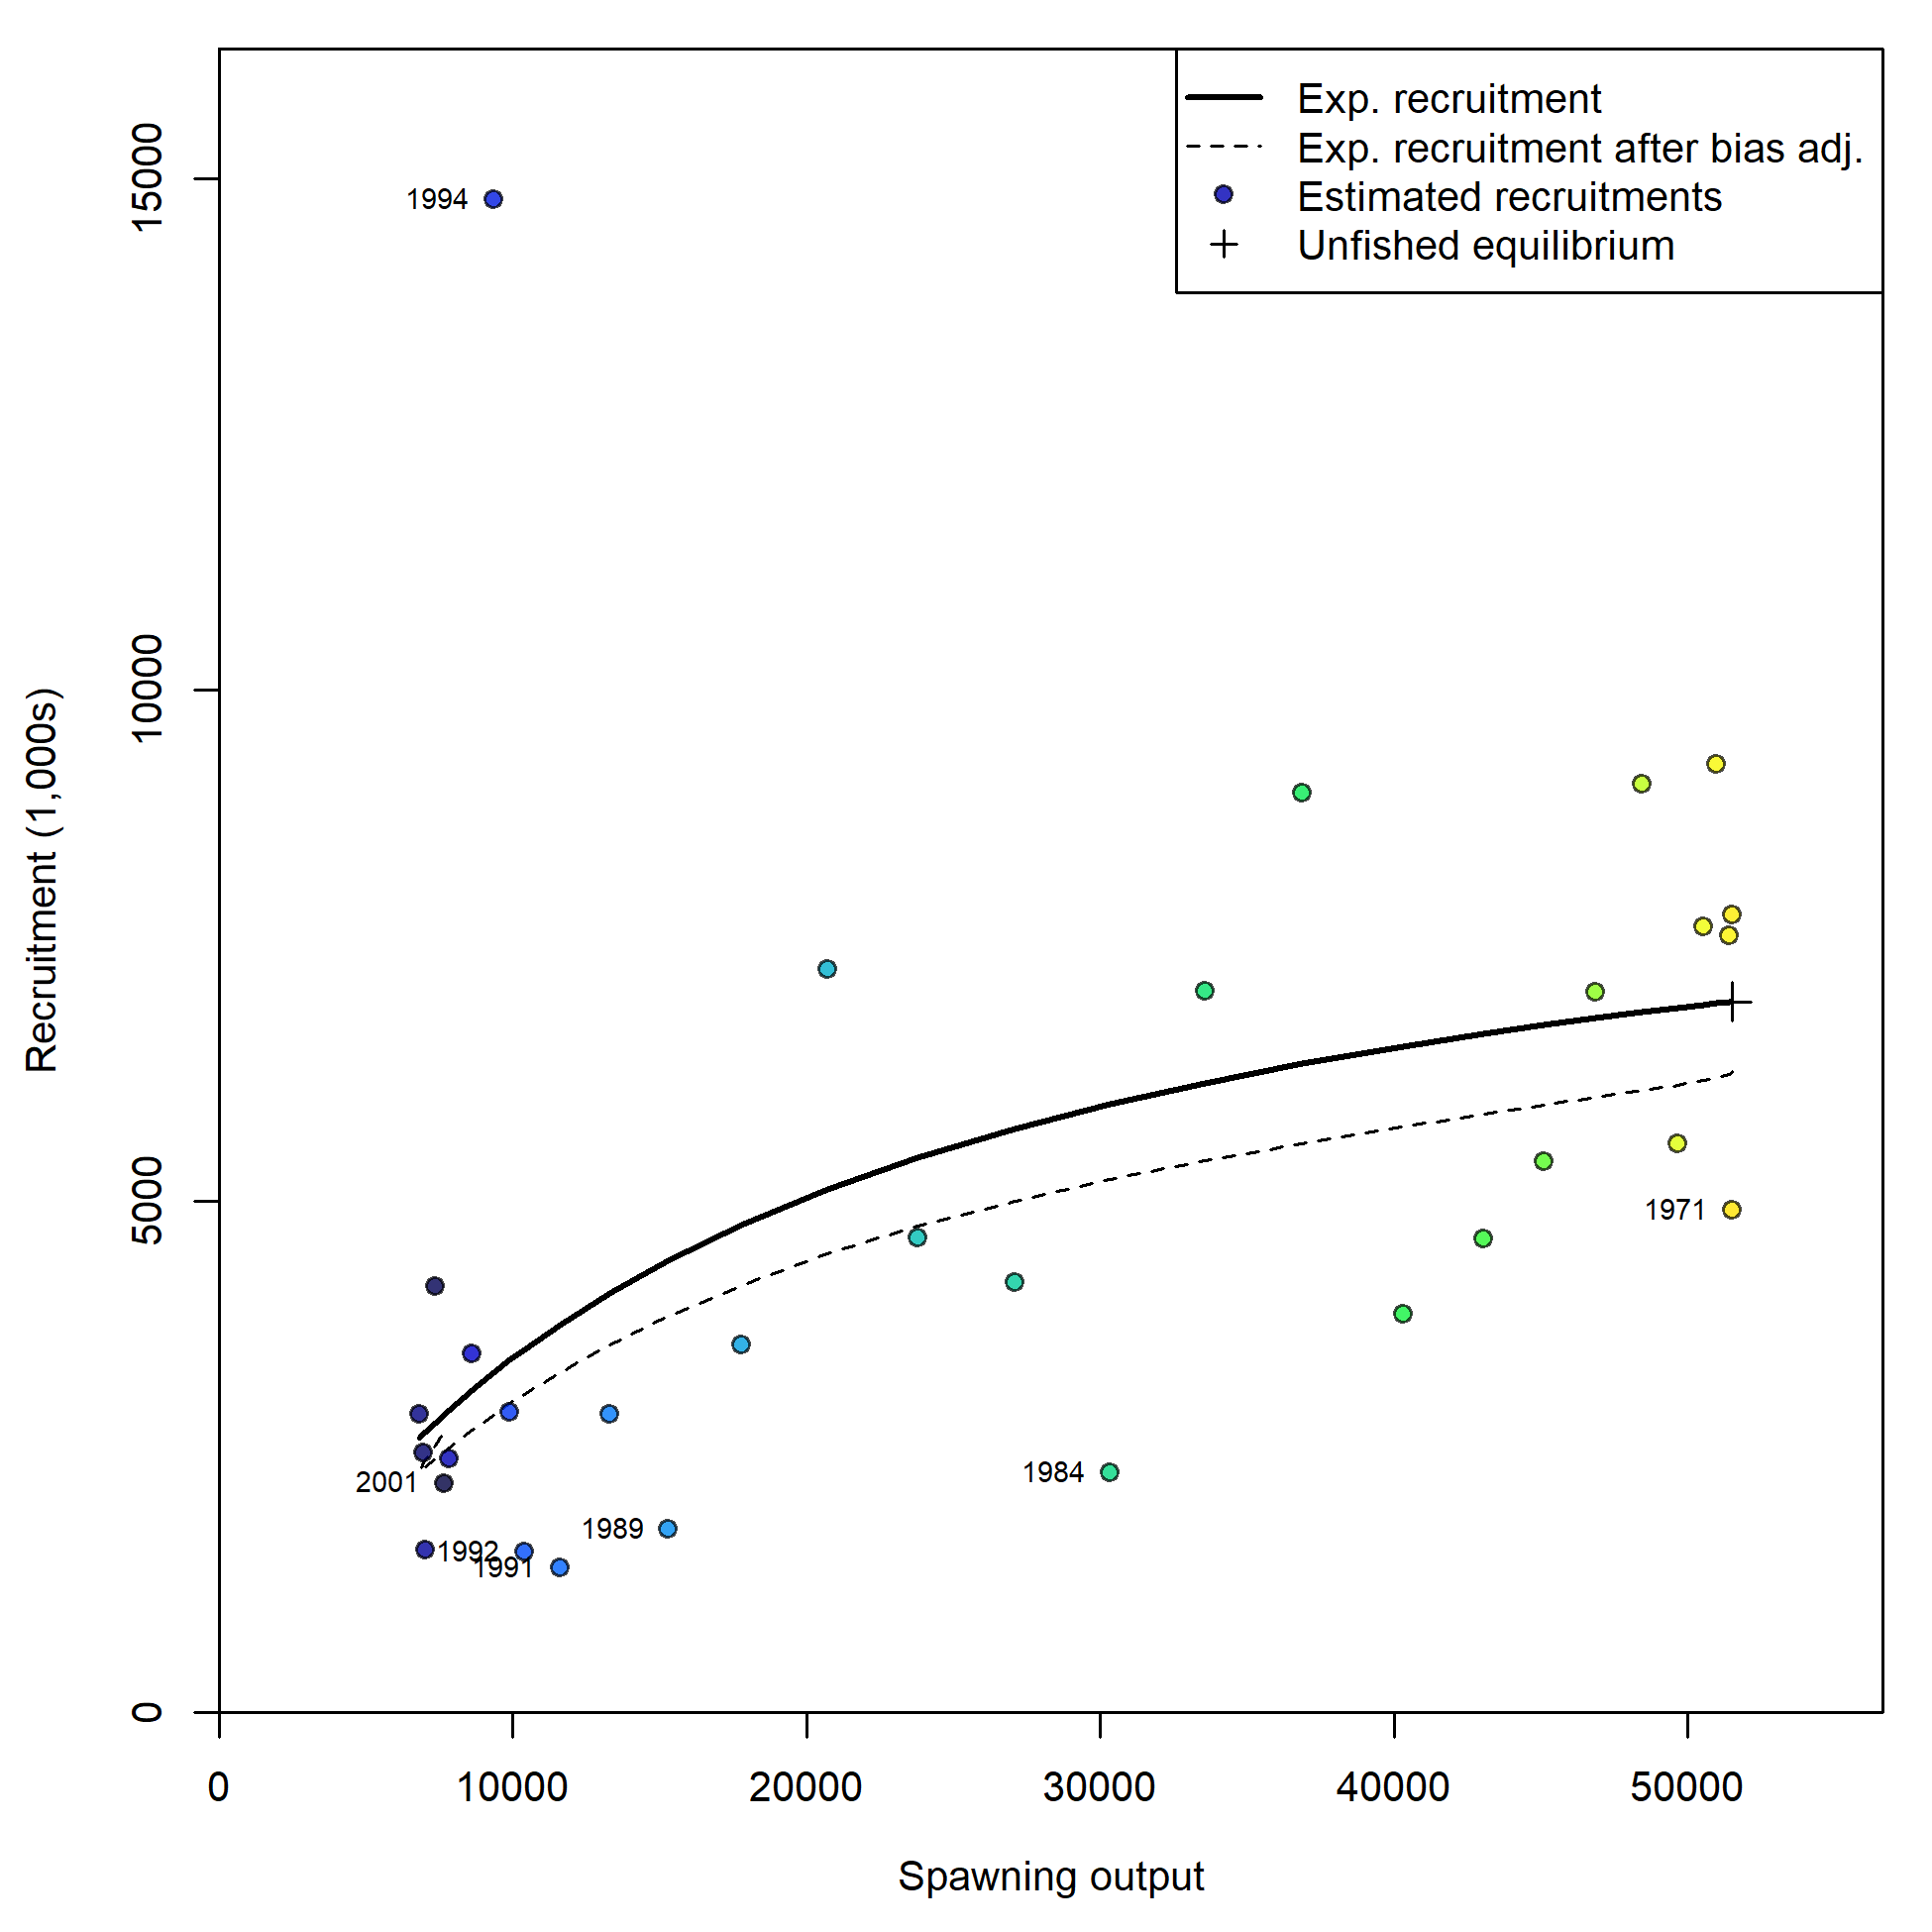 Exp. recruitment
Exp. recruitment after bias adj.
Estimated recruitments
Unfished equilibrium
1994
1971
2001
1984
1989
1992
1991
Recruitment (1,000s)
15000
10000
5000
0
0 10000 20000 30000 40000 50000
Spawning output